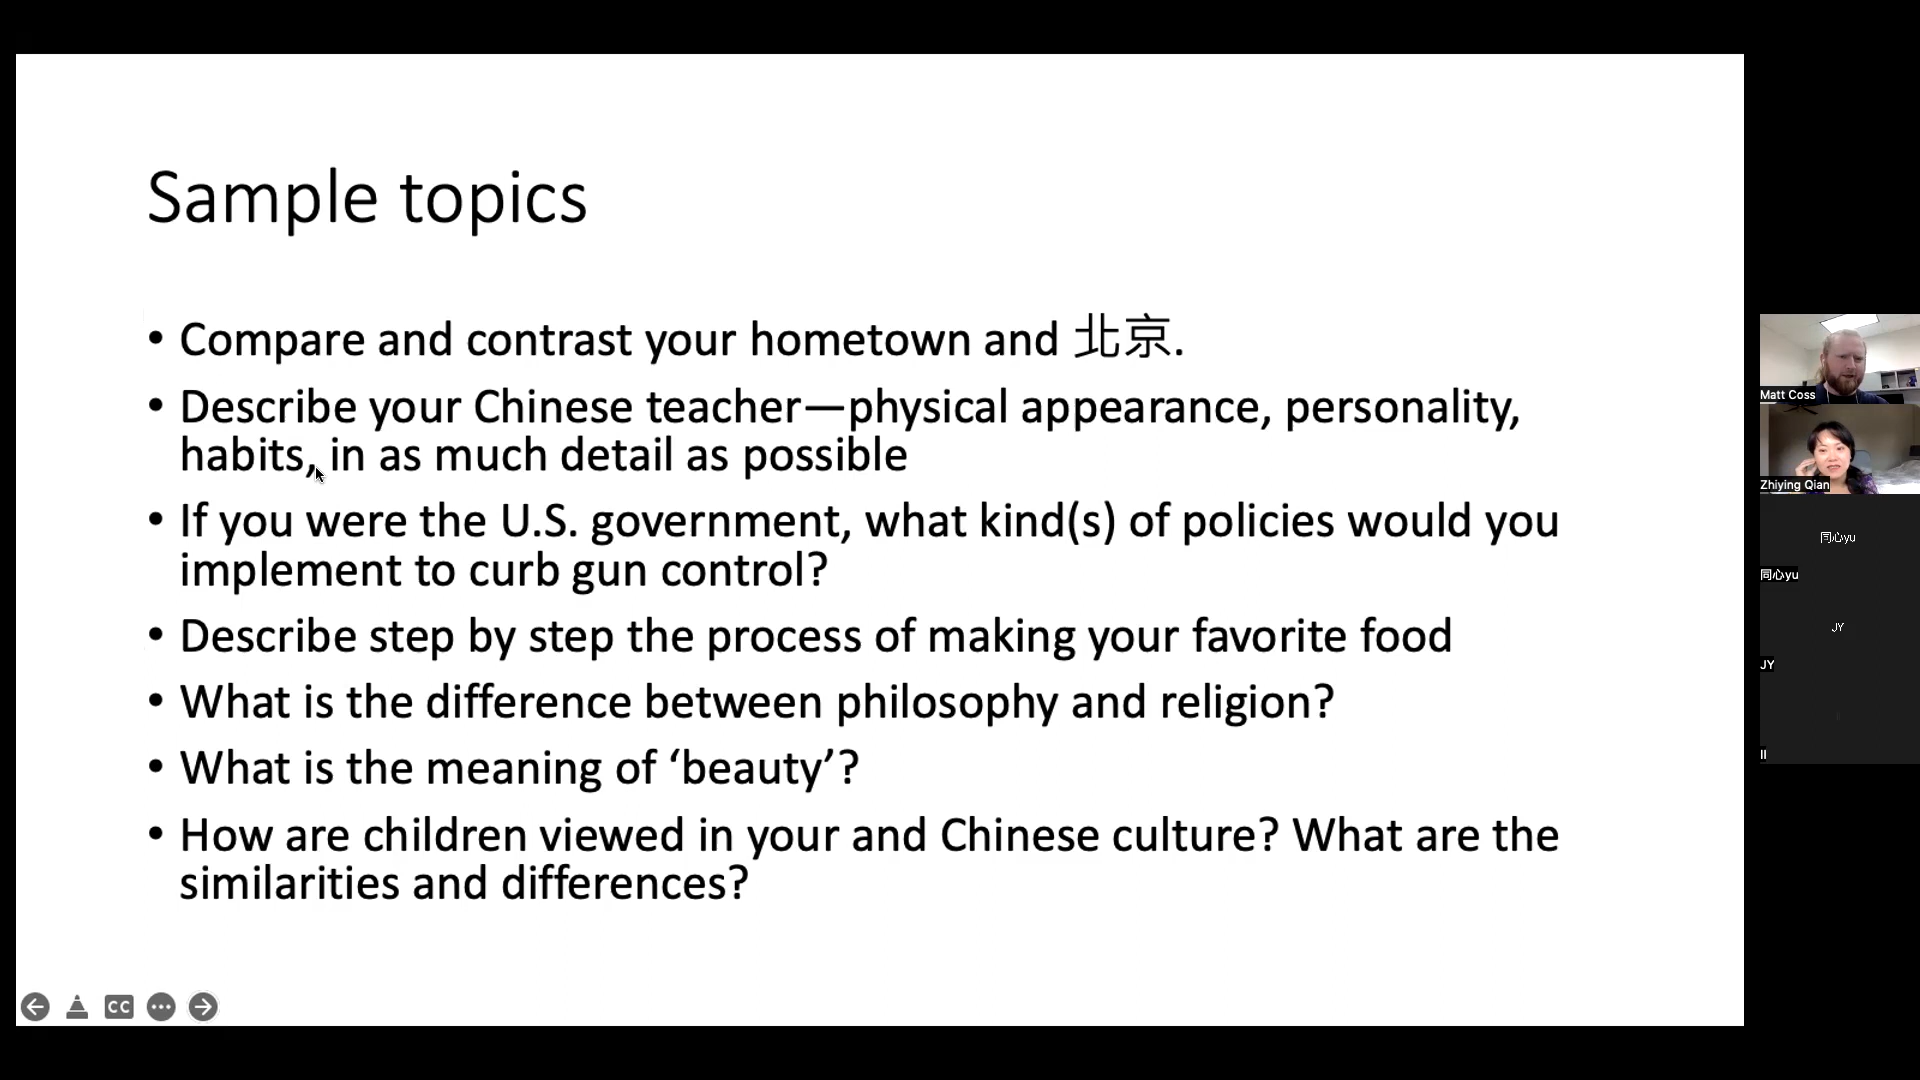 Sample topics
• Compare and contrast your hometown and 北京.
• Describe your Chinese teacher—physical appearance, personality,
habits, in as much detail as possible
• If you were the U.S. government, what kind(s) of policies would you
implement to curb gun control?
• Describe step by step the process of making your favorite food
• What is the difference between philosophy and religion?
• What is the meaning of ‘beauty’?
• How are children viewed in your and Chinese culture? What are the
similarities and differences?
CC
Matt Coss
Zhiying Qian
同心yu
同心yu
JY
JY